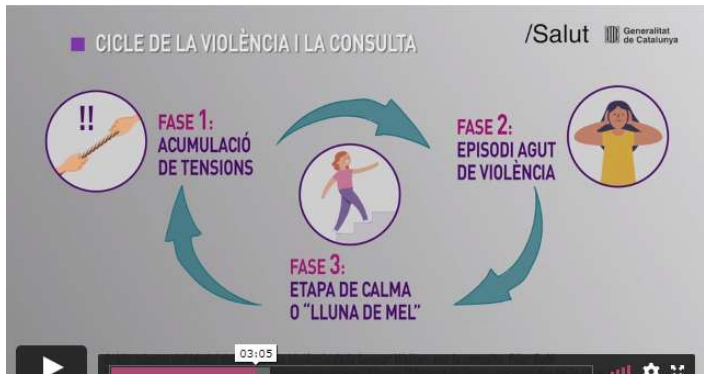 CICLE DE LA VIOLÈNCIA I LA CONSULTA
/Salut
Generalitat
de Catalunya
!!
FASE 1:
ACUMULACIÓ
DE TENSIONS
FASE 2:
EPISODI AGUT
DE VIOLÈNCIA
FASE 3:
ETAPA DE CALMA
O "LLUNA DE MEL"
03:05